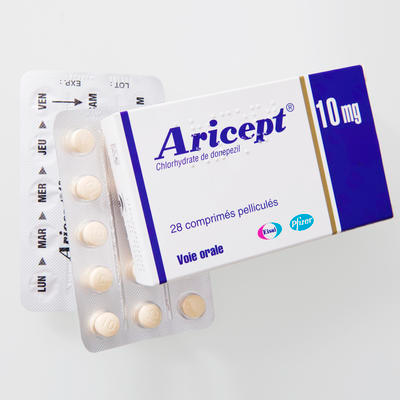 Aricept®
10 mg
Chlorhydrate de donepezil
28 comprimés pelliculés
Voie orale
Eisai
Pfizer
LUN MAR MER JEU VEN
SAM
EXP:
LOT: